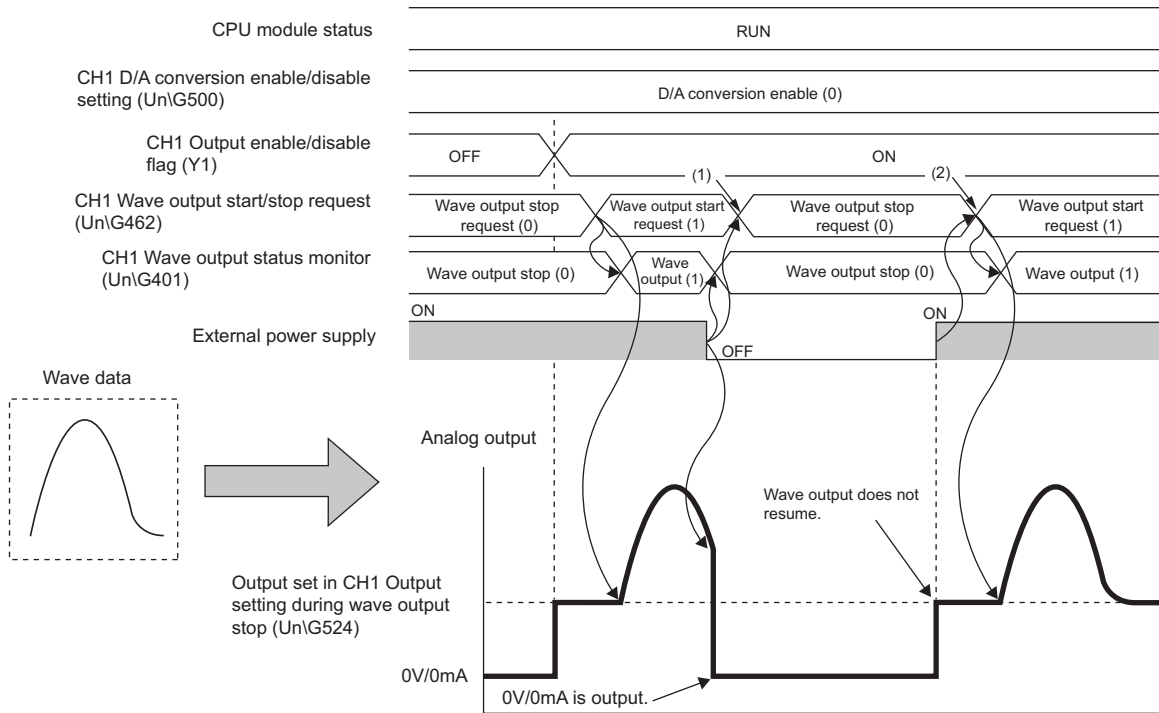 CPU module status
RUN
CH1 D/A conversion enable/disable
setting (Un\G500)
D/A conversion enable (0)
CH1 Output enable/disable
flag (Y1)
OFF
ON
(1)
(2)
CH1 Wave output start/stop request
(Un\G462)
Wave output stop
request (0)
Wave output start
request (1)
Wave output stop
request (0)
Wave output start
request (1)
CH1 Wave output status monitor
(Un\G401)
Wave output stop (0)
Wave
output (1)
Wave output stop (0)
Wave output (1)
External power supply
ON
OFF
ON
Wave data
Analog output
Wave output does not
resume.
Output set in CH1 Output
setting during wave output
stop (Un\G524)
0V/0mA
0V/0mA is output.